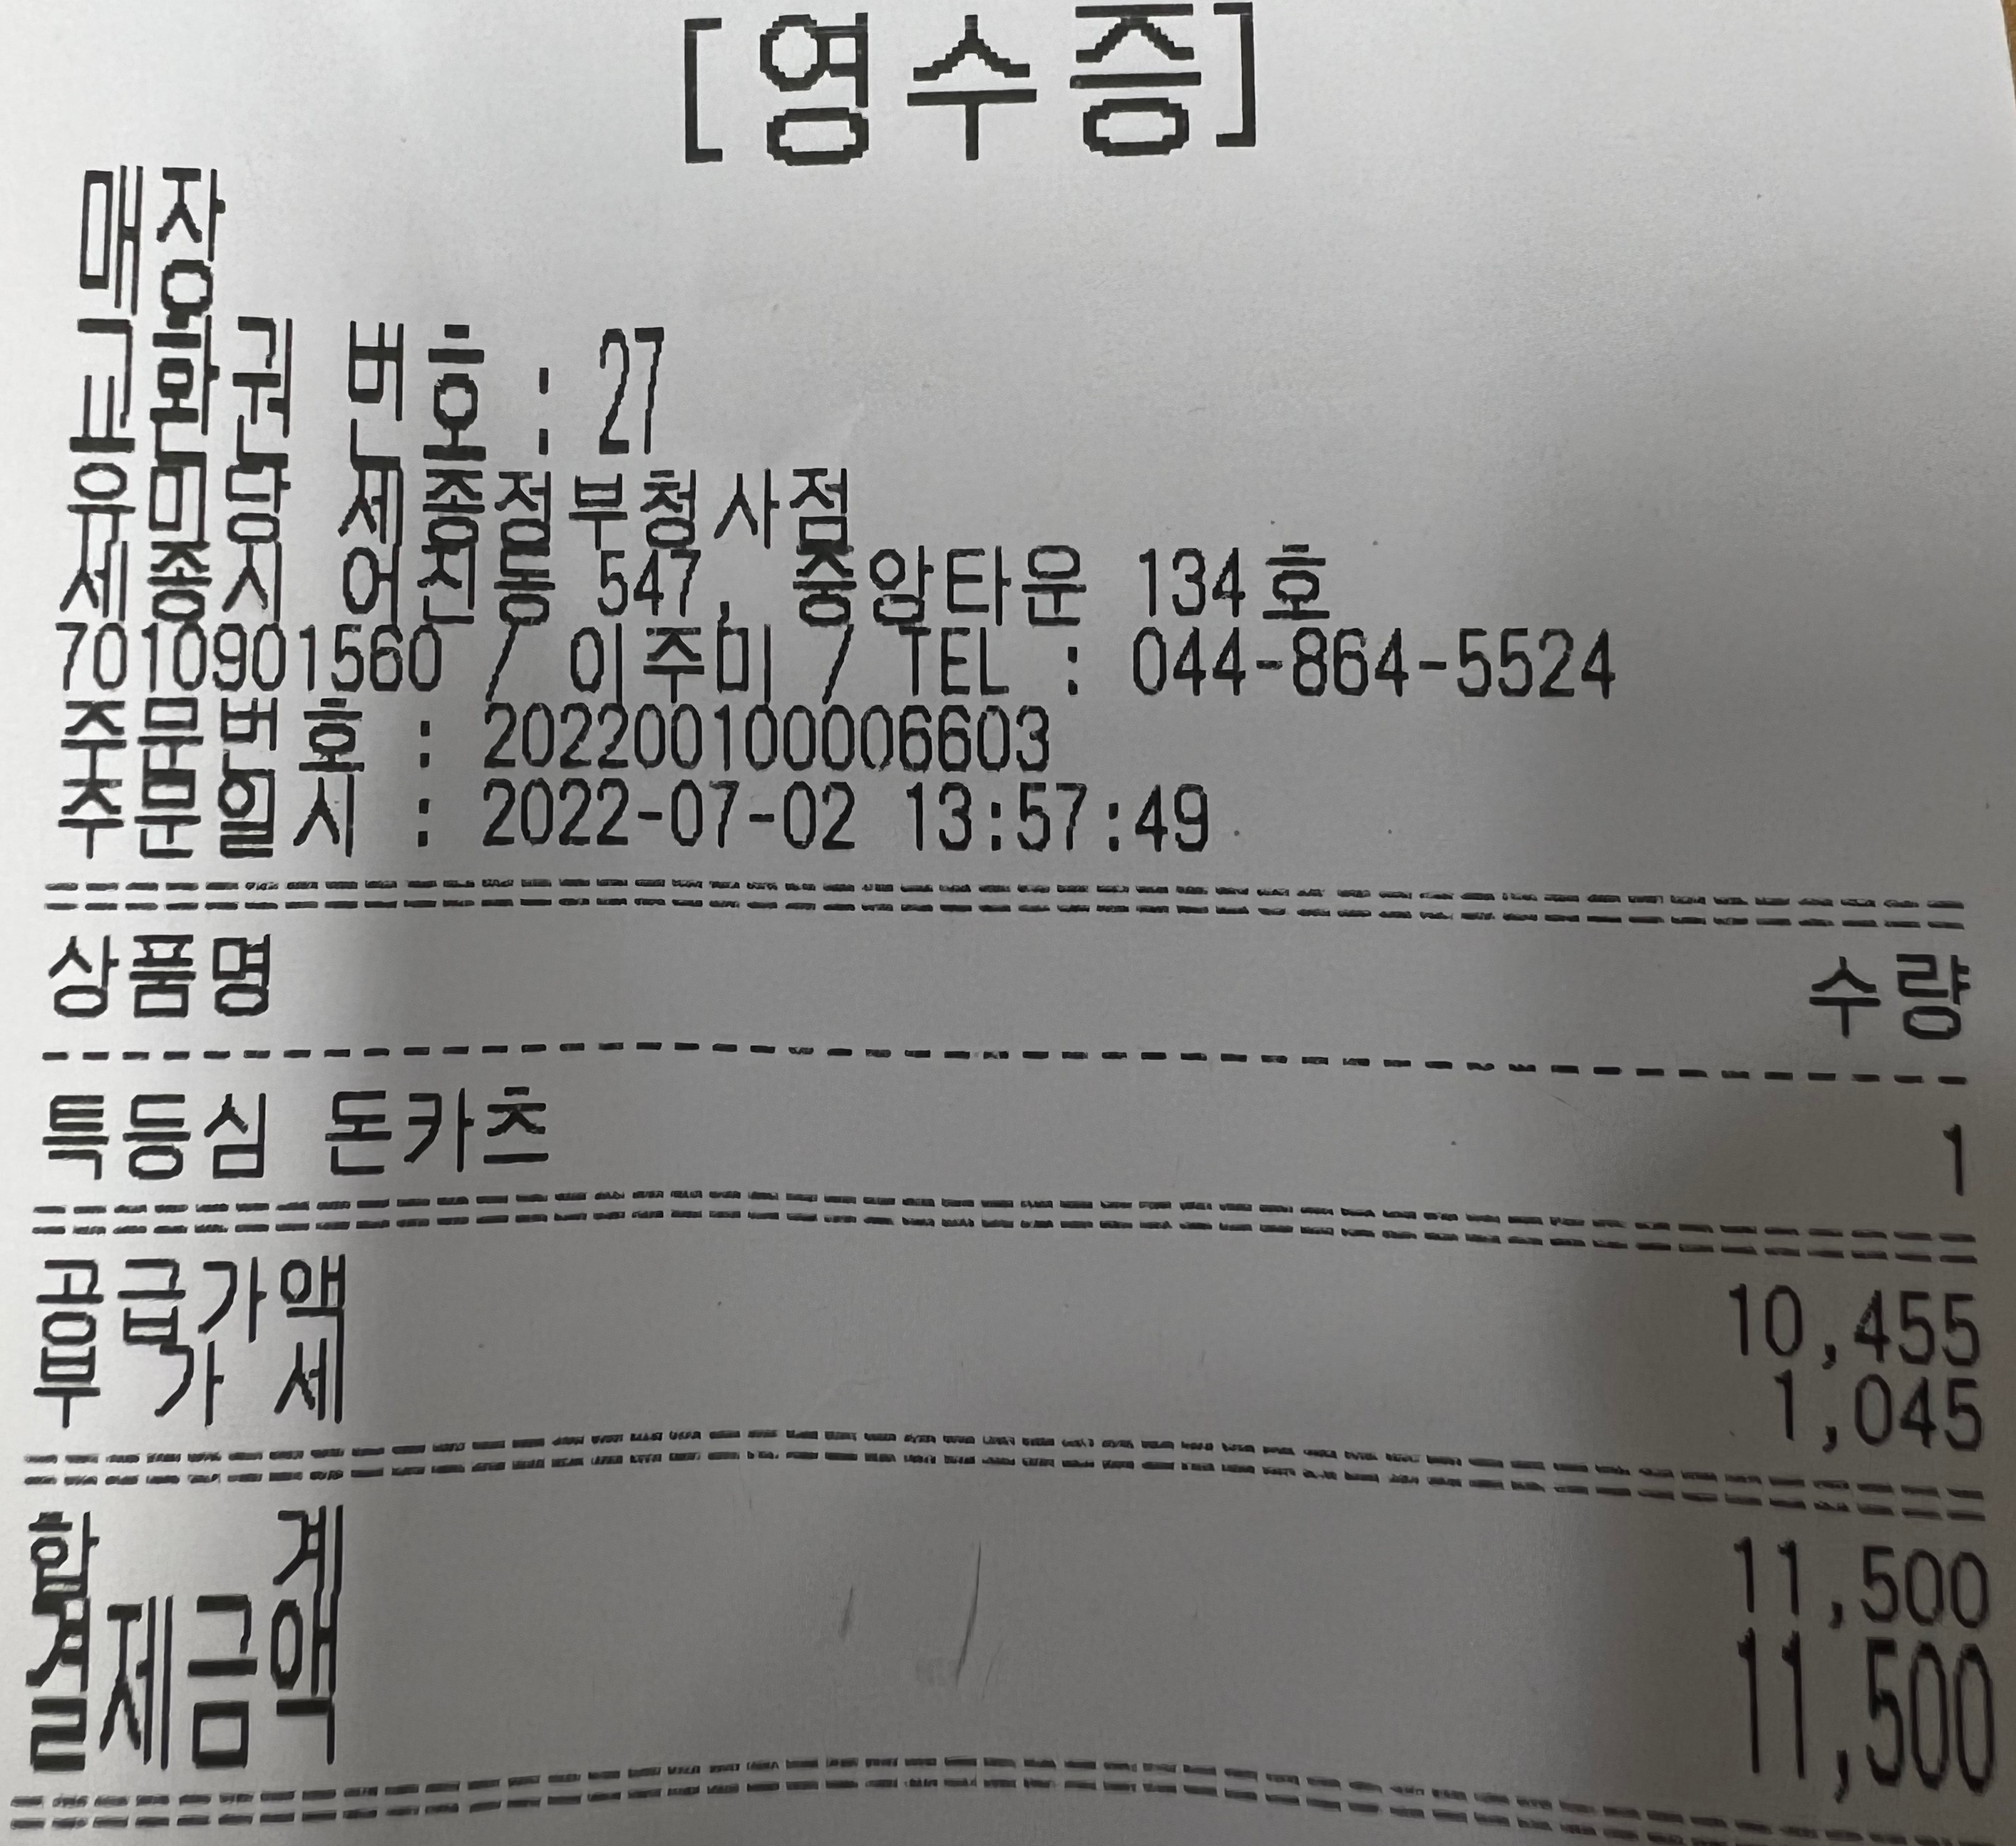 [영수증]
매장
교환권 번호 : 27
유미당 세종점부청사점
세종시 어진동 547, 중앙타운 134호
7010901560 / 이주미 / TEL : 044-864-5524
주문번호 : 202200100006603
주문일시 : 2022-07-02 13:57:49
상품명 수량
특등심 돈카츠 1
공급가액 10,455
부 가 세 1,045
합 계 11,500
결제금액 11,500